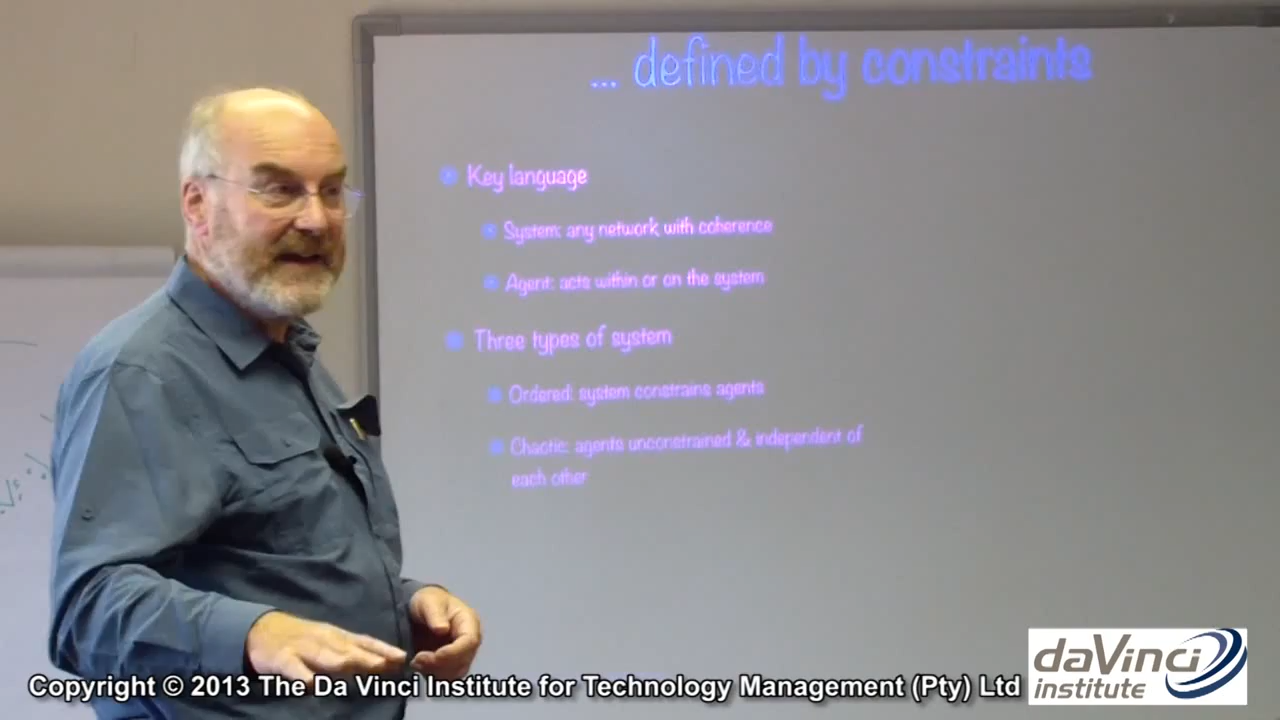 ... defined by constraints
Key language
System: any network with coherence
Agent: acts within or on the system
Three types of system
Ordered: system constrains agents
Chaotic: agents unconstrained & independent of
each other
Copyright © 2013 The Da Vinci Institute for Technology Management (Pty) Ltd
daVinci
institute